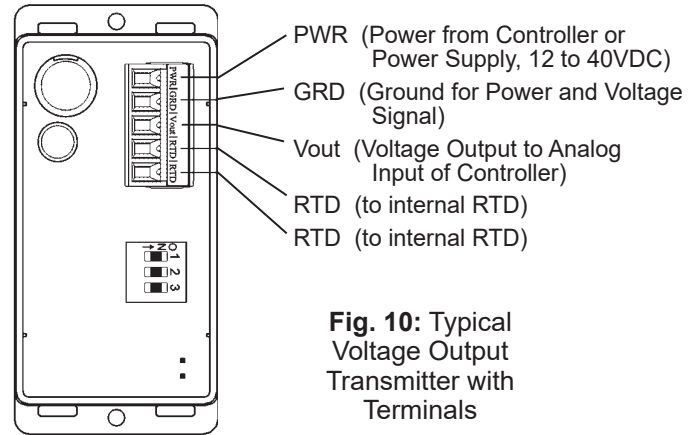 PWR (Power from Controller or
Power Supply, 12 to 40VDC)
GRD (Ground for Power and Voltage
Signal)
Vout (Voltage Output to Analog
Input of Controller)
RTD (to internal RTD)
RTD (to internal RTD)
PWR|GRD|Vout|RTD|RTD
ON
1
2
3
Fig. 10: Typical
Voltage Output
Transmitter with
Terminals